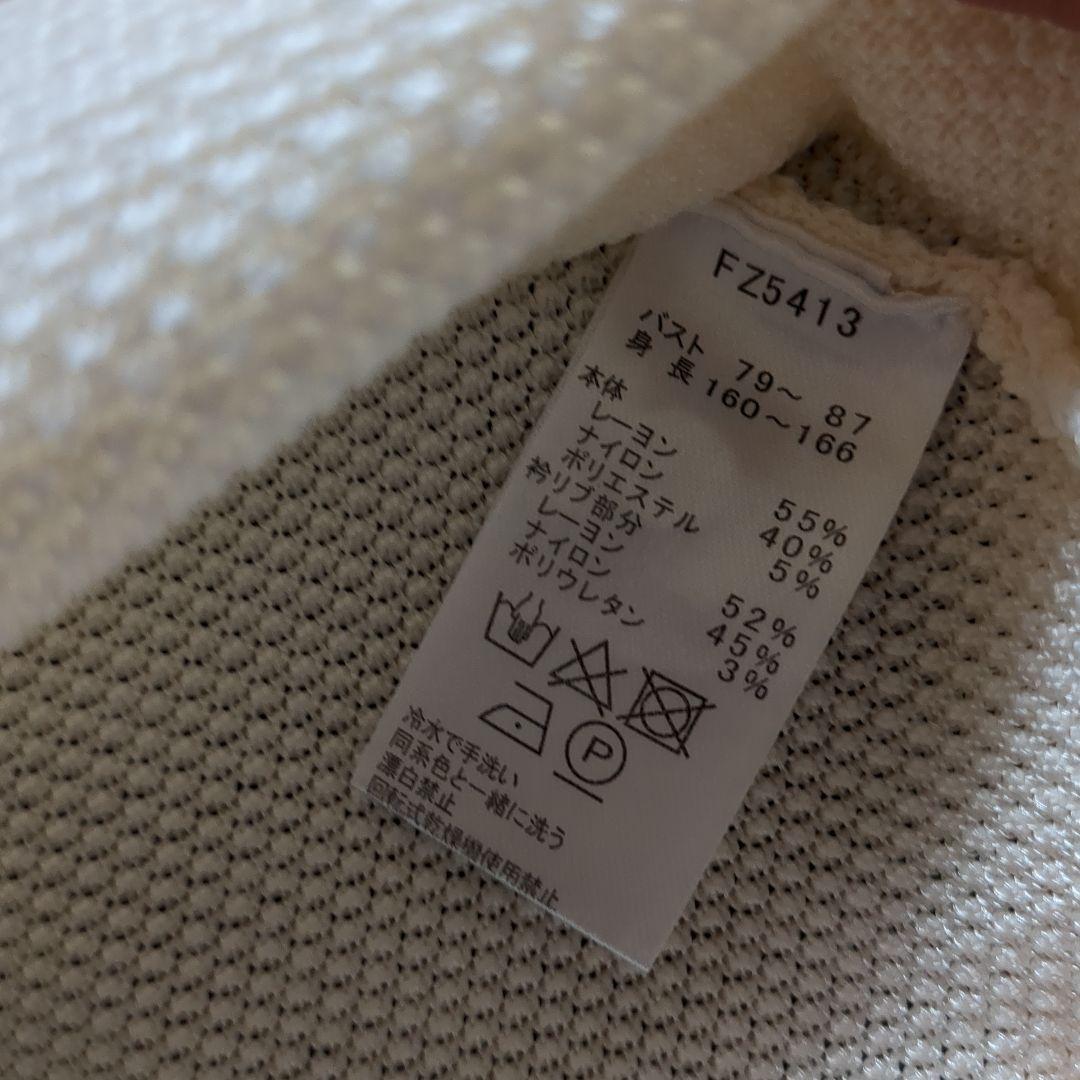 FZ5413
バスト 79～ 87
身 長 160～166
本体
レーヨン 55%
ナイロン 40%
ポリエステル 5%
衿リブ部分
レーヨン 52%
ナイロン 45%
ポリウレタン 3%
P
冷水で手洗い
同系色と一緒に洗う
漂白禁止
回転式乾燥機使用禁止